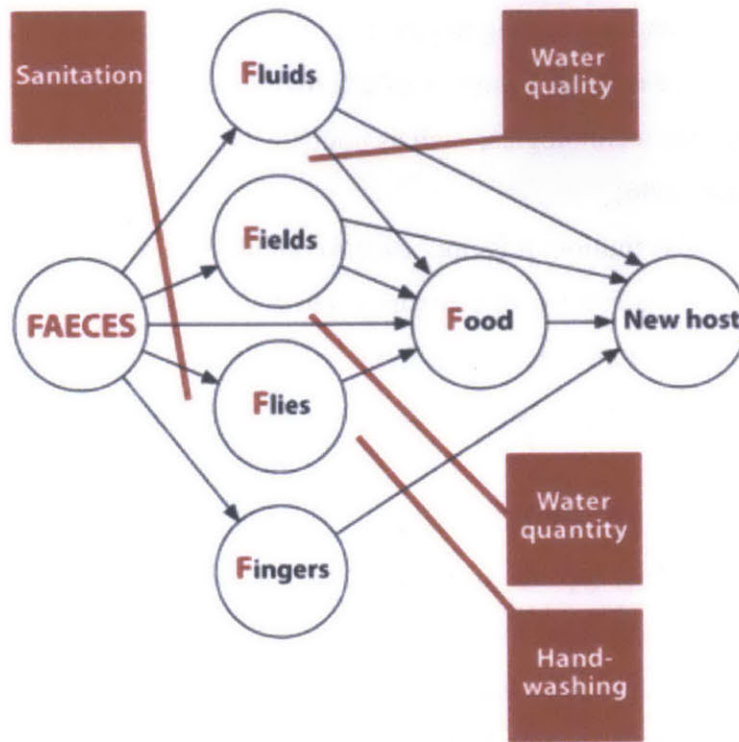 Sanitation
Fluids
Water
quality
Fields
FAECES
Food
New host
Flies
Water
quantity
Fingers
Hand-
washing